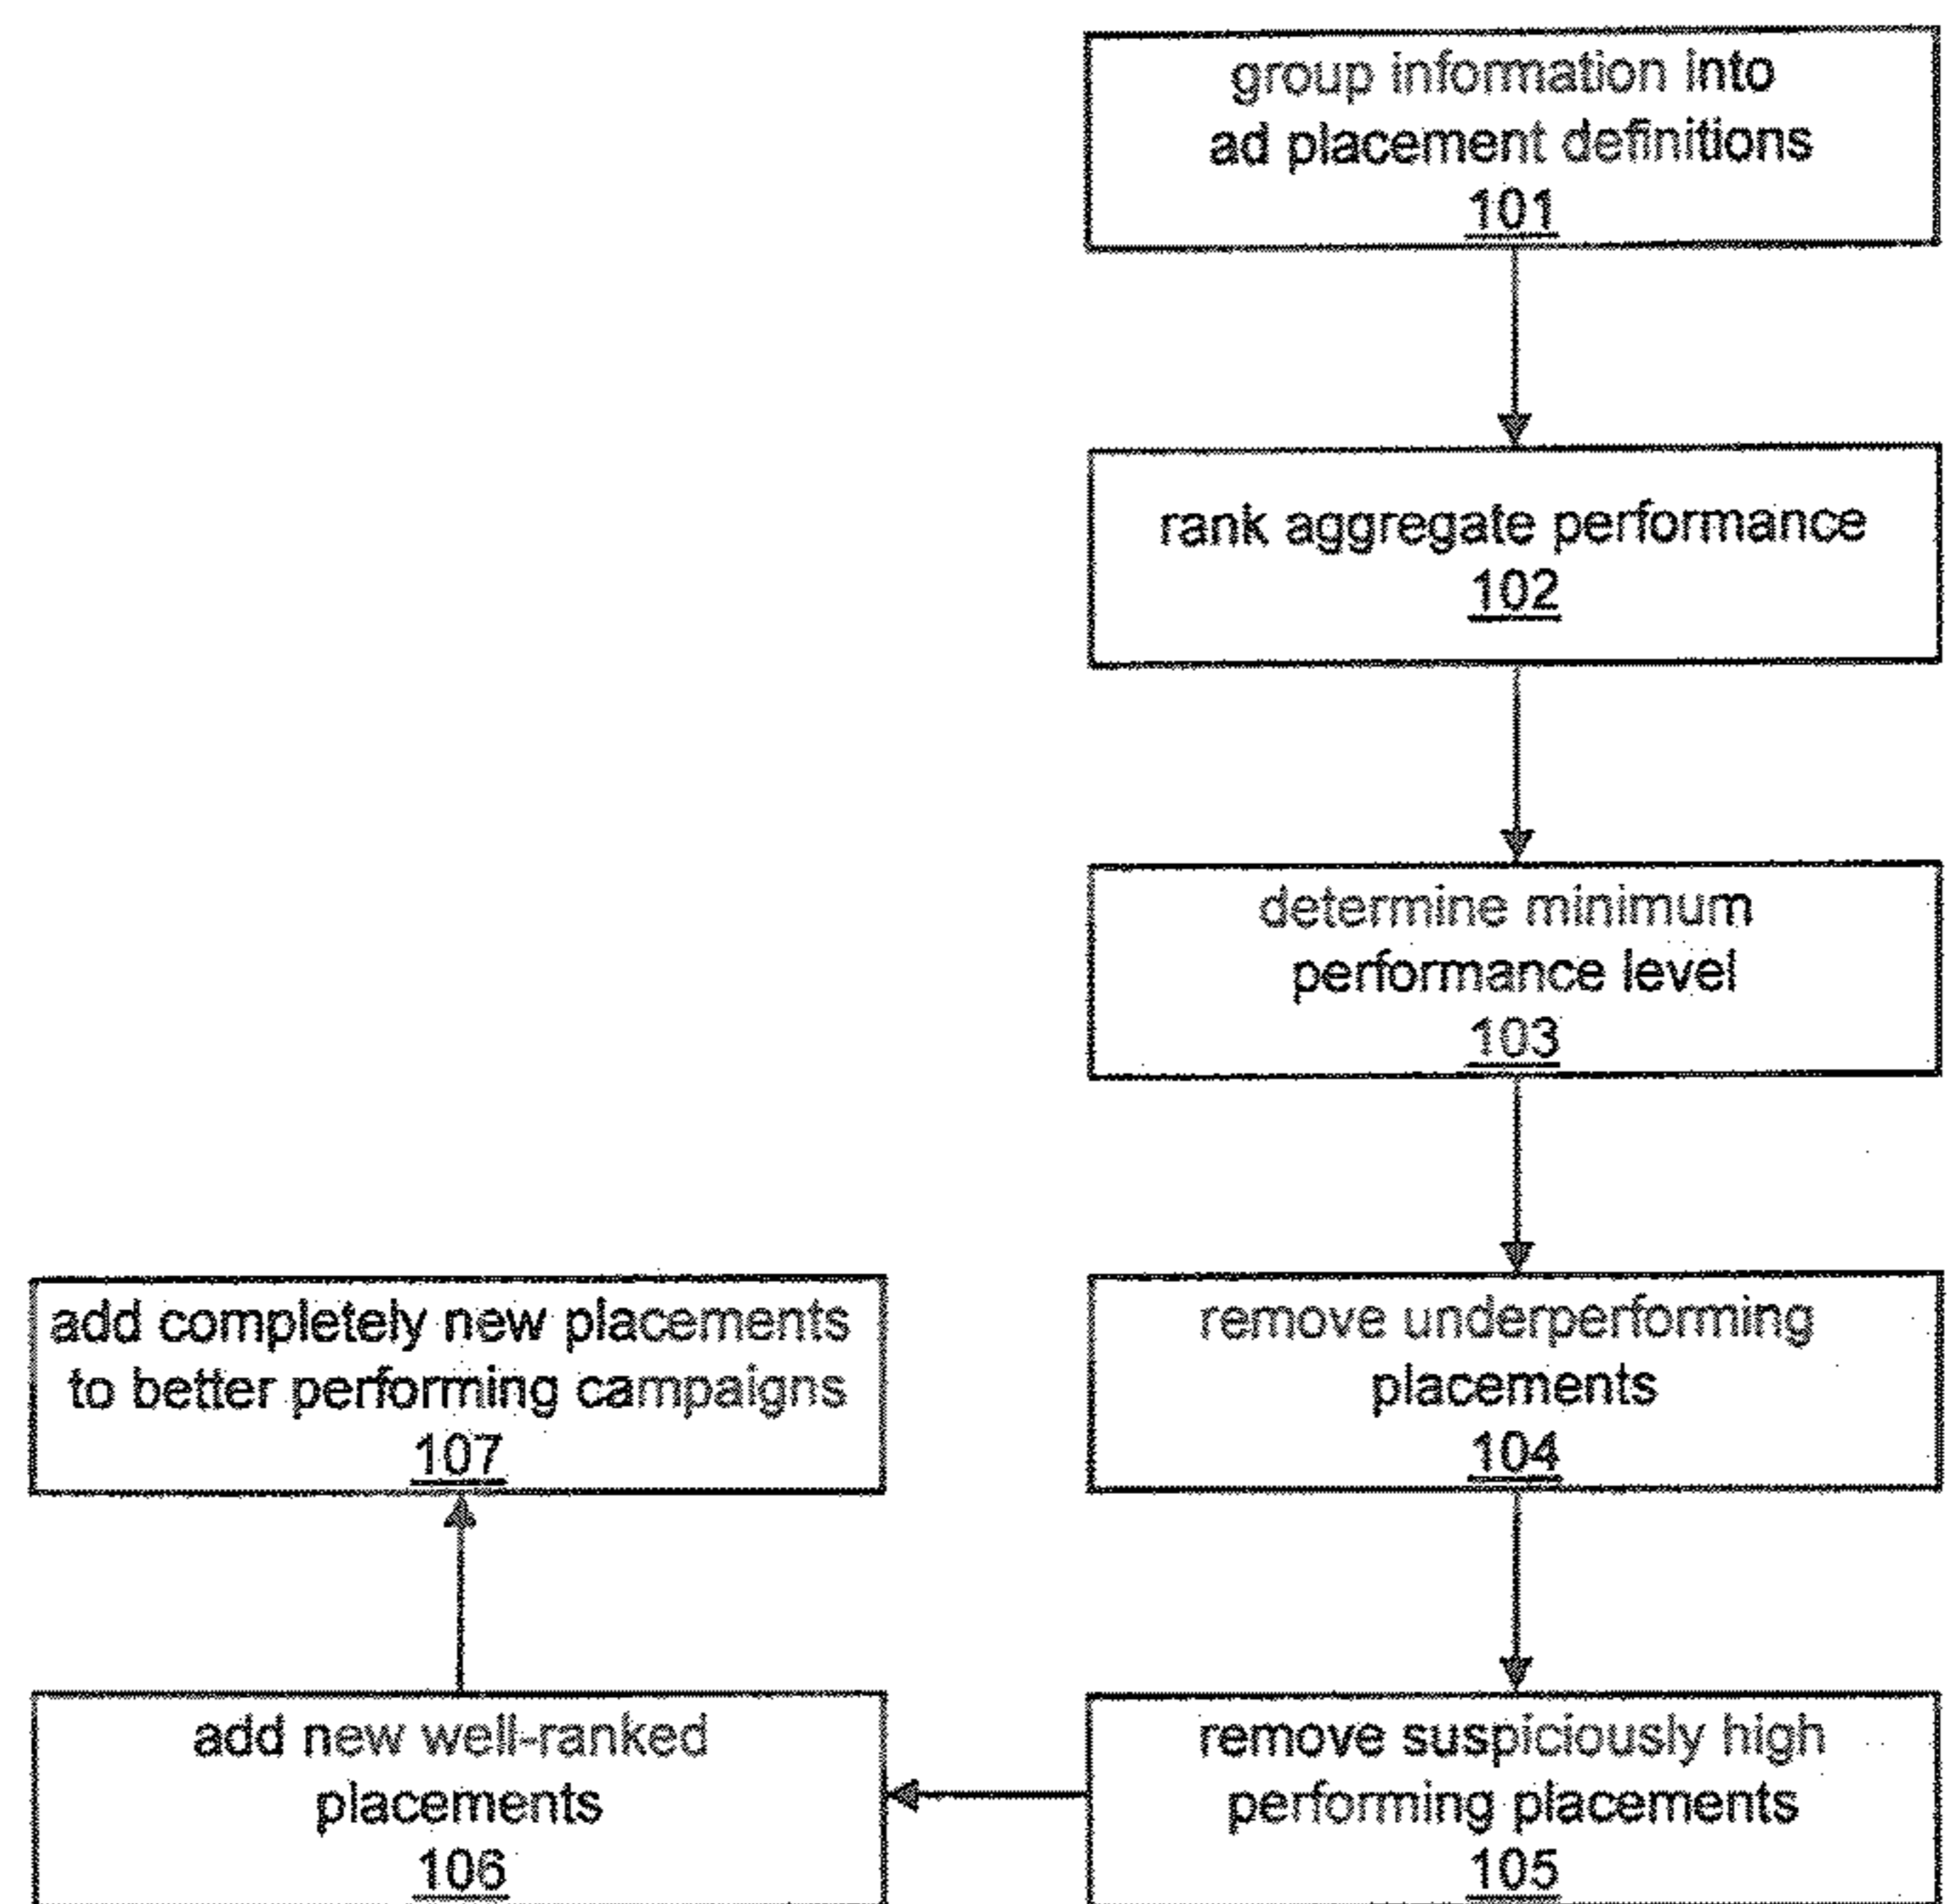 group information into
ad placement definitions
101
rank aggregate performance
102
determine minimum
performance level
103
remove underperforming
placements
104
remove suspiciously high
performing placements
105
add new well-ranked
placements
106
add completely new placements
to better performing campaigns
107